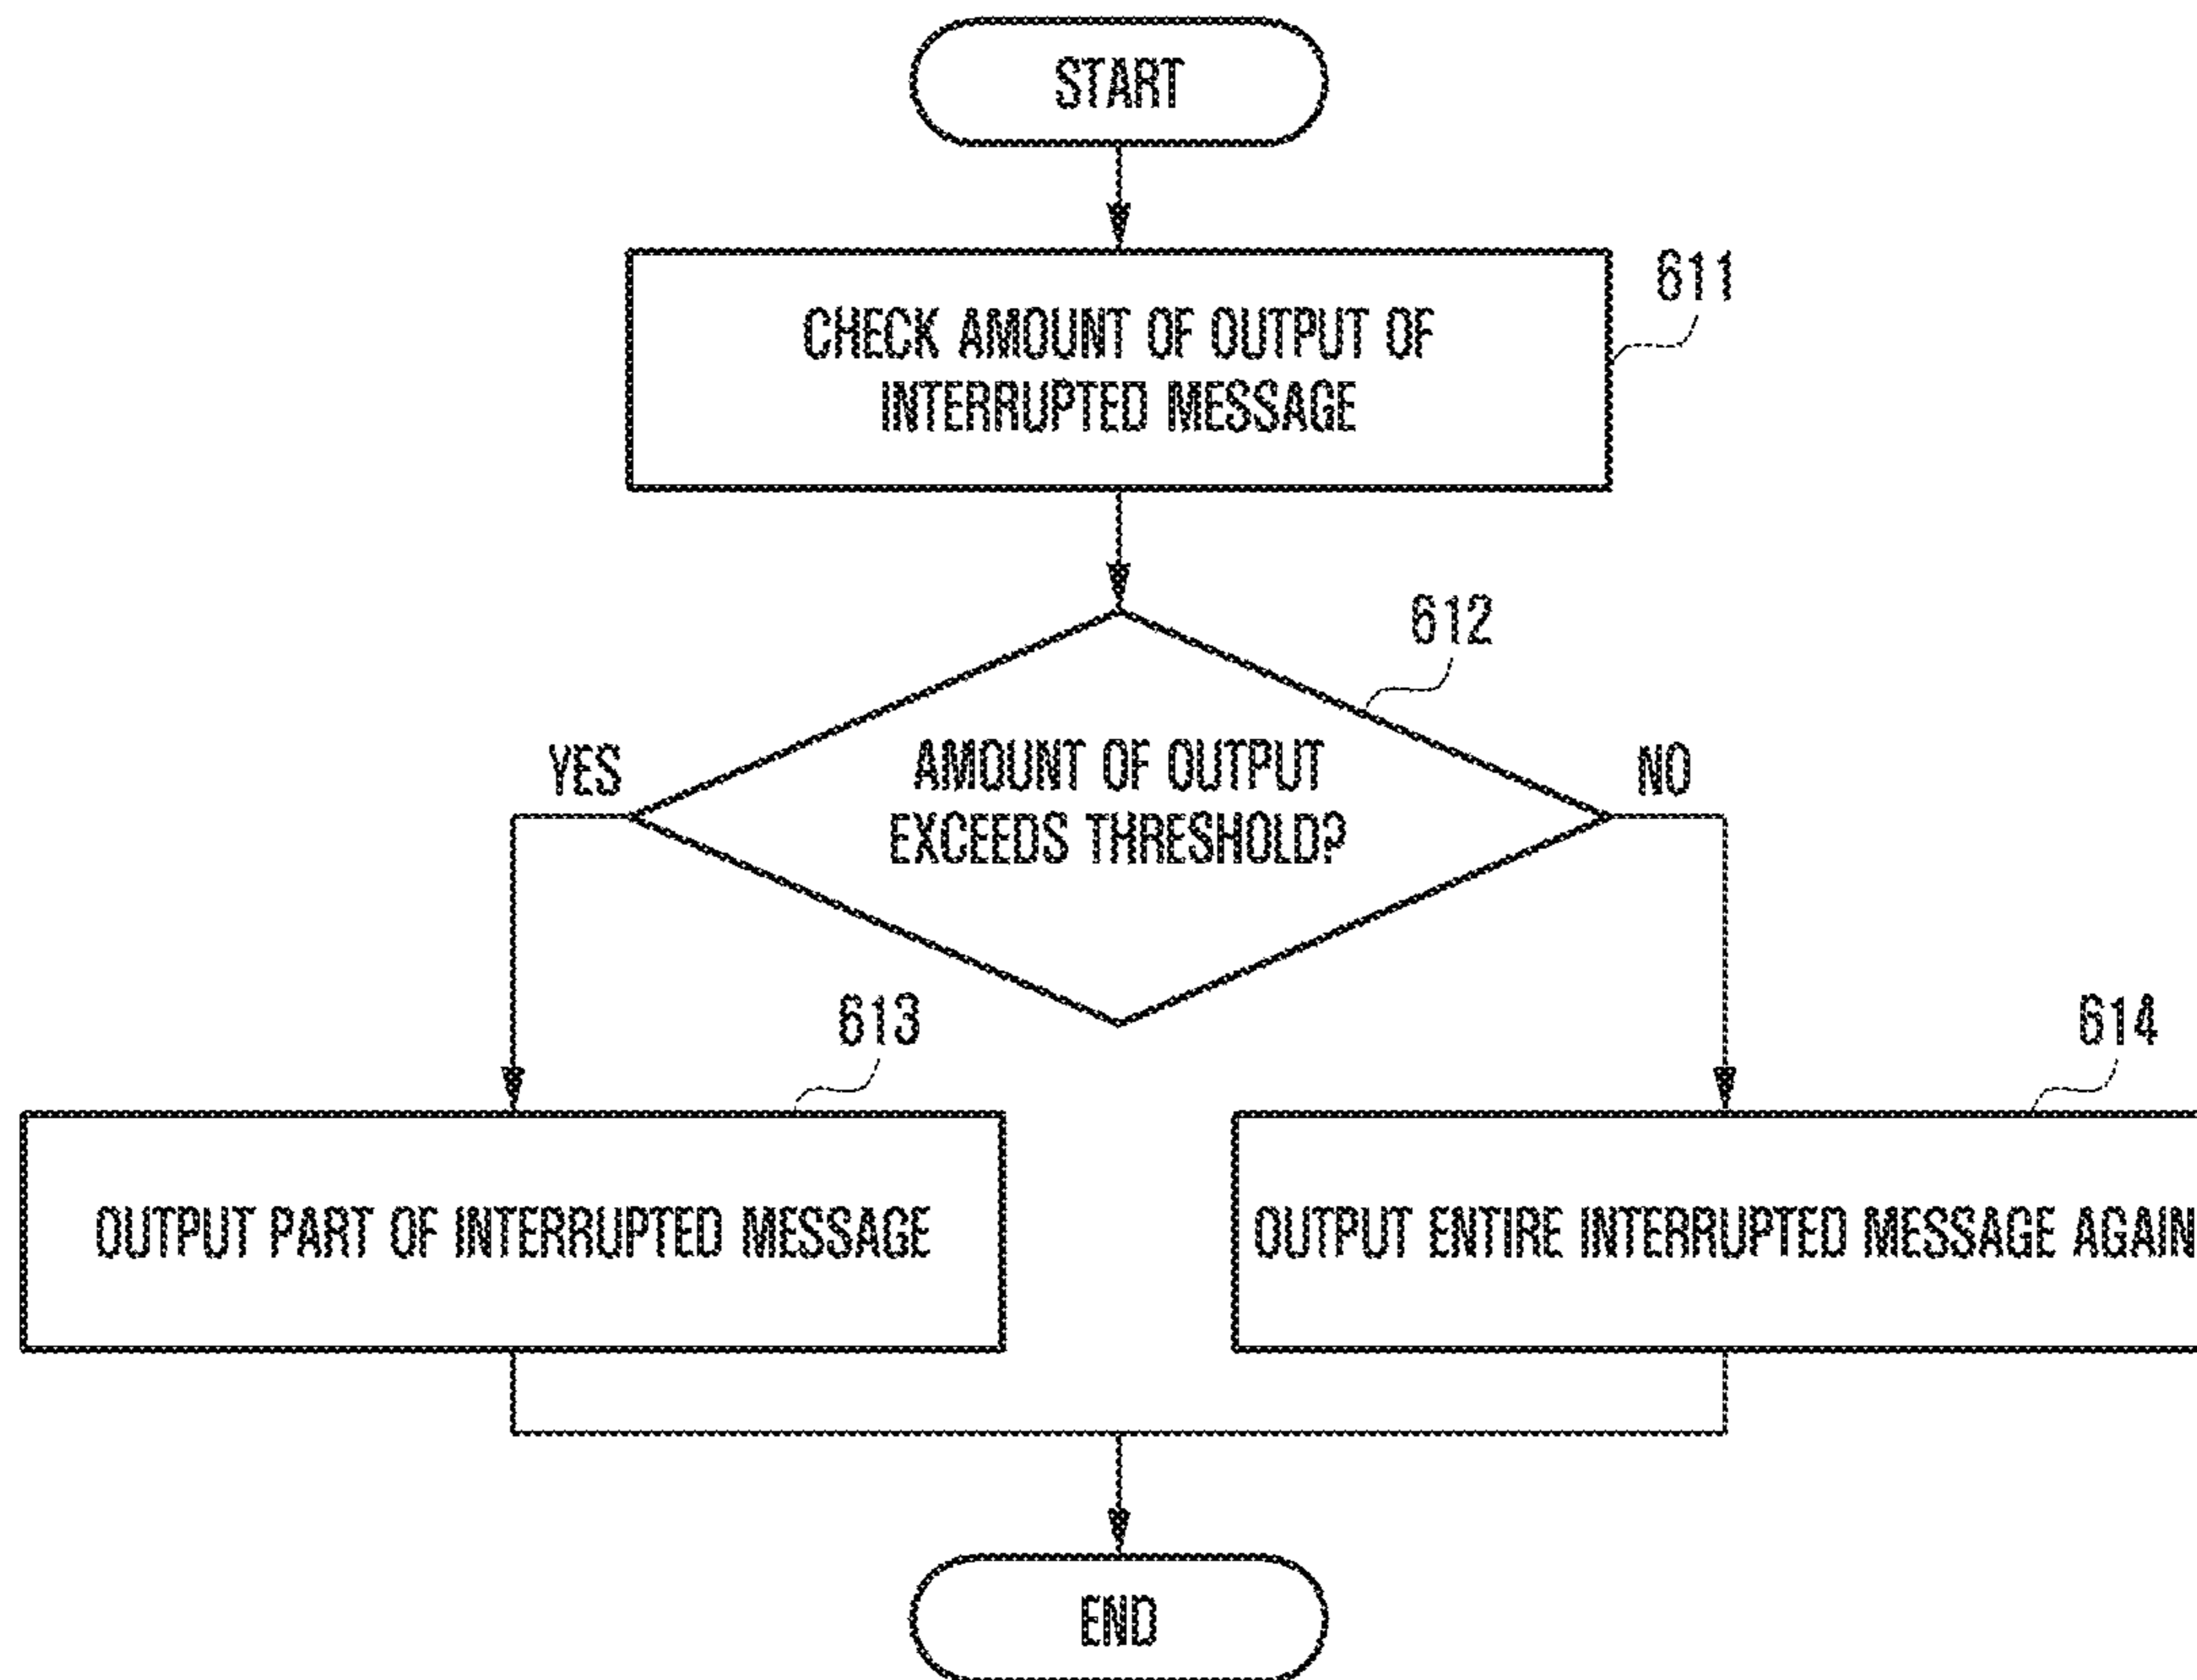 START
611
CHECK AMOUNT OF OUTPUT OF
INTERRUPTED MESSAGE
612
AMOUNT OF OUTPUT
EXCEEDS THRESHOLD?
YES
NO
613
OUTPUT PART OF INTERRUPTED MESSAGE
614
OUTPUT ENTIRE INTERRUPTED MESSAGE AGAIN
END